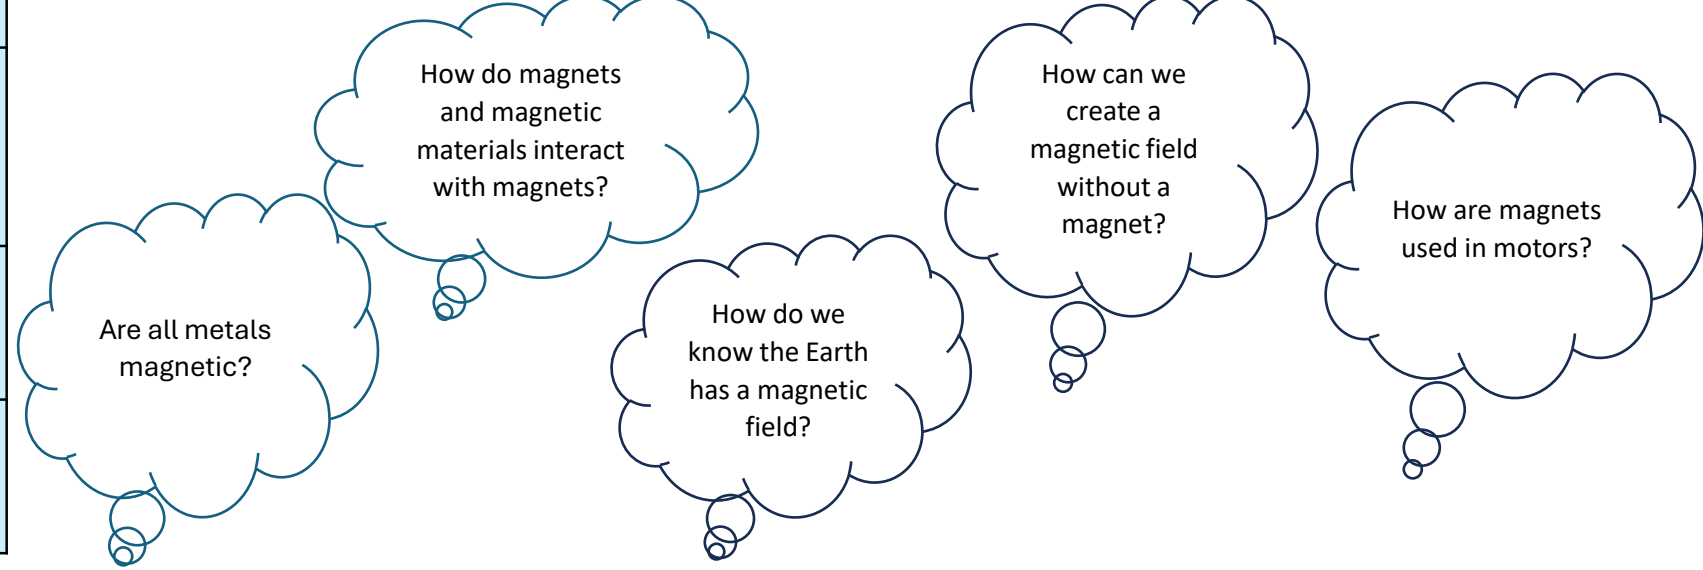 Are all metals
magnetic?
How do magnets
and magnetic
materials interact
with magnets?
How do we
know the Earth
has a magnetic
field?
How can we
create a
magnetic field
without a
magnet?
How are magnets
used in motors?